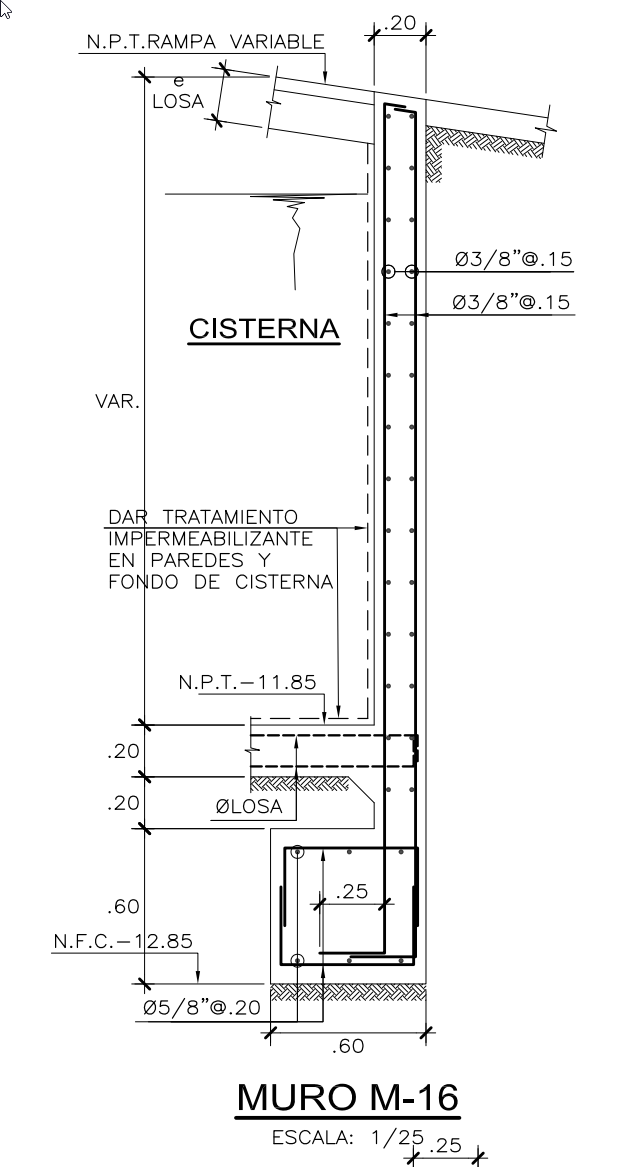 .20
N.P.T.RAMPA VARIABLE
e
LOSA
Ø3/8"@.15
Ø3/8"@.15
CISTERNA
VAR.
DAR TRATAMIENTO
IMPERMEABILIZANTE
EN PAREDES Y
FONDO DE CISTERNA
N.P.T.-11.85
.20
.20
ØLOSA
.25
.60
N.F.C.-12.85
Ø5/8"@.20
.60
MURO M-16
ESCALA: 1/25
.25